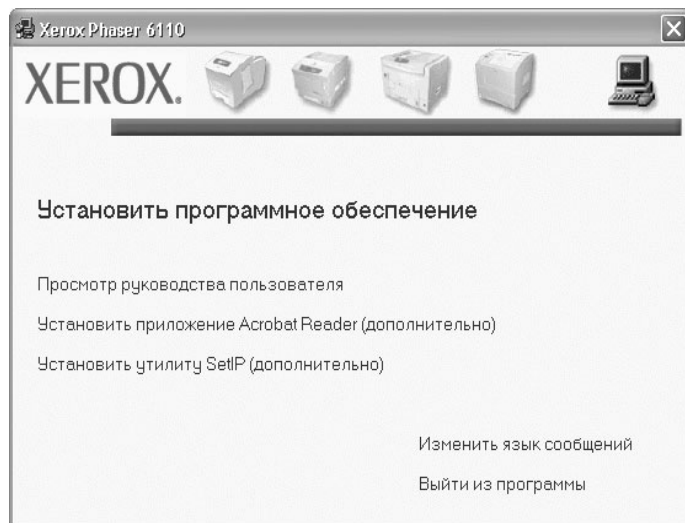 Xerox Phaser 6110
XEROX.
Установить программное обеспечение
Просмотр руководства пользователя
Установить приложение Acrobat Reader (дополнительно)
Установить утилиту SetIP (дополнительно)
Изменить язык сообщений
Выйти из программы